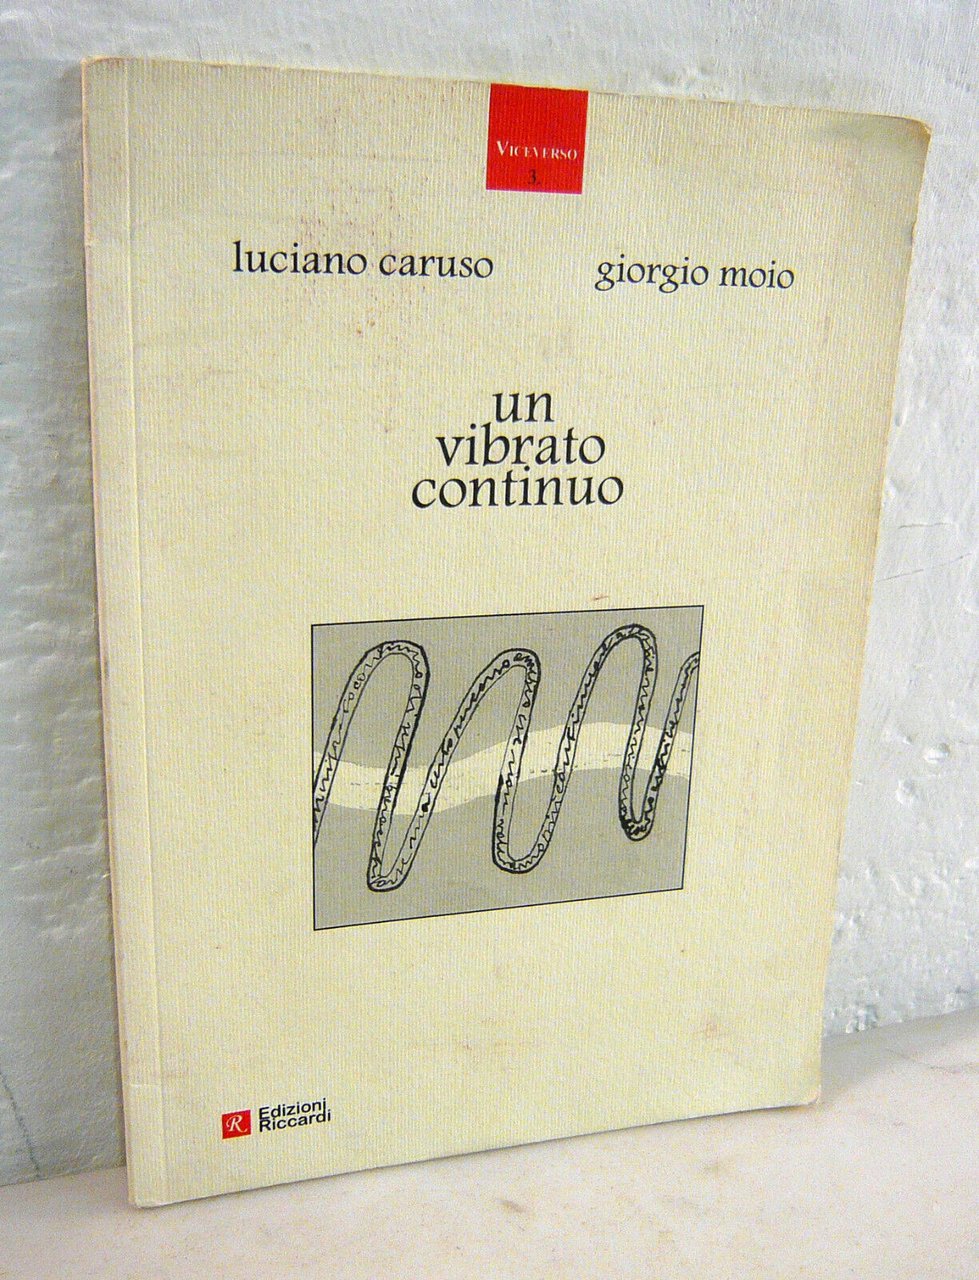 VICEVERSO
3.
luciano caruso giorgio moio
un
vibrato
continuo
R
Edizioni
Riccardi